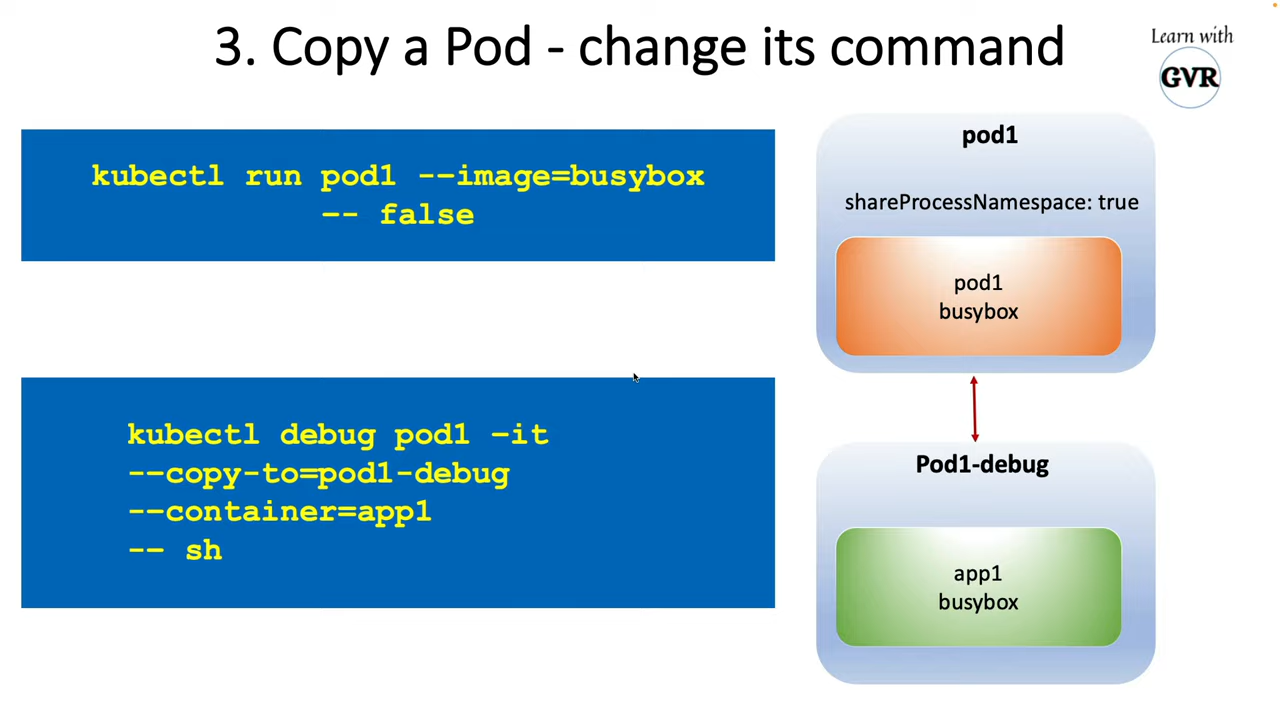 3. Copy a Pod - change its command
Learn with
GVR
kubectl run pod1 --image=busybox
-- false
pod1
shareProcessNamespace: true
pod1
busybox
kubectl debug pod1 –it
--copy-to=pod1-debug
--container=app1
-- sh
Pod1-debug
app1
busybox